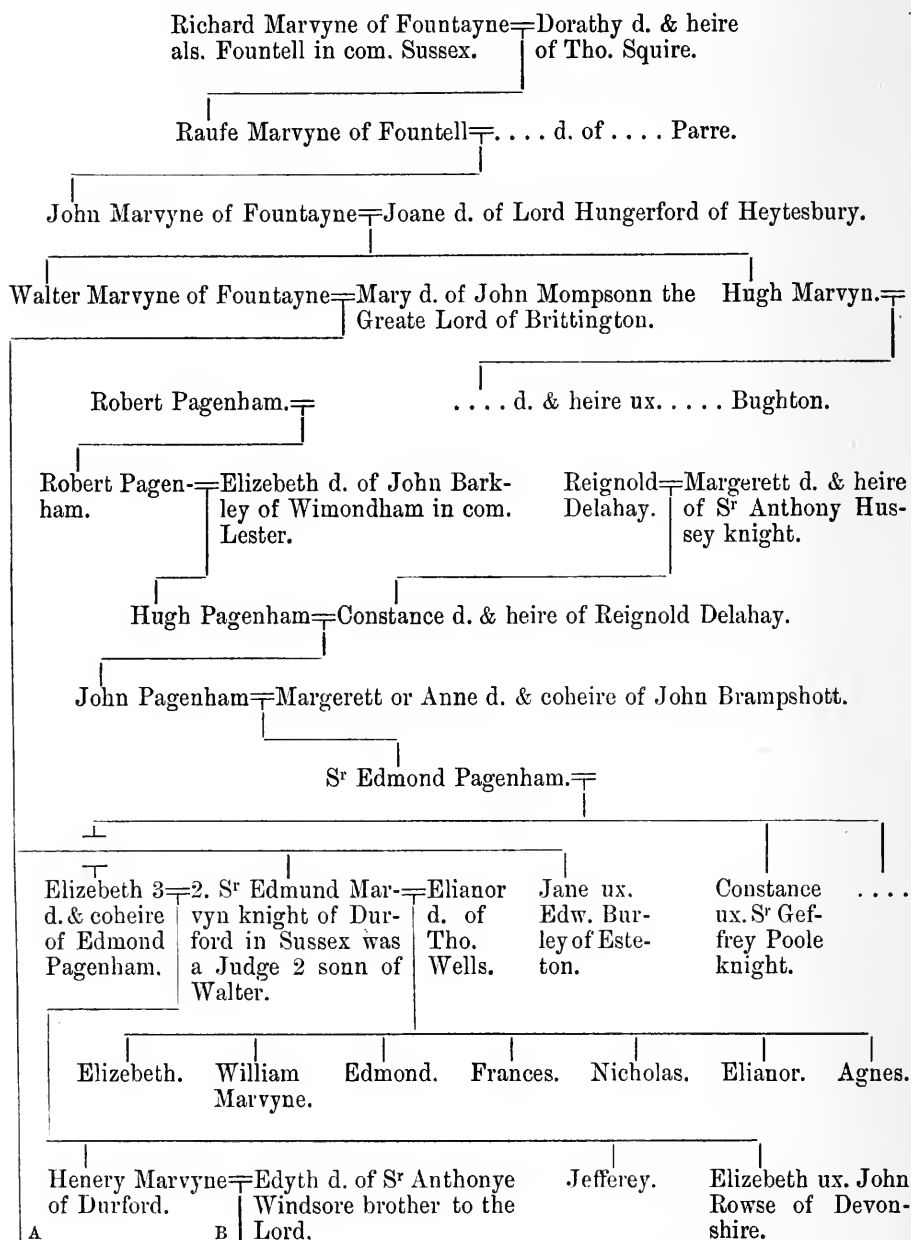 Richard Marvyne of Fountayne Dorathy d. & heire
als. Fountell in com. Sussex. of Tho. Squire.
Raufe Marvyne of Fountell . . . . d. of . . . . Parre.
John Marvyne of Fountayne Joane d. of Lord Hungerford of Heytesbury.
Walter Marvyne of Fountayne Mary d. of John Mompsonn the
Greate Lord of Brittington.
Hugh Marvyn.
Robert Pagenham.
. . . . d. & heire ux. . . . . Bughton.
Robert Pagen-
ham.
Elizebeth d. of John Bark-
ley of Wimondham in com.
Lester.
Reignold
Delahay.
Margerett d. & heire
of Sr Anthony Hus-
sey knight.
Hugh Pagenham Constance d. & heire of Reignold Delahay.
John Pagenham Margerett or Anne d. & coheire of John Brampshott.
Sr Edmond Pagenham.
Elizebeth 3
d. & coheire
of Edmond
Pagenham.
2. Sr Edmund Mar-
vyn knight of Dur-
ford in Sussex was
a Judge 2 sonn of
Walter.
Elianor
d. of
Tho.
Wells.
Jane ux.
Edw. Bur-
ley of Este-
ton.
Constance
ux. Sr Gef-
frey Poole
knight.
. . . .
Elizebeth.
William
Marvyne.
Edmond.
Frances.
Nicholas.
Elianor.
Agnes.
Henery Marvyne
of Durford.
Edyth d. of Sr Anthonye
Windsore brother to the
Lord.
Jefferey.
Elizebeth ux. John
Rowse of Devon-
shire.
A B